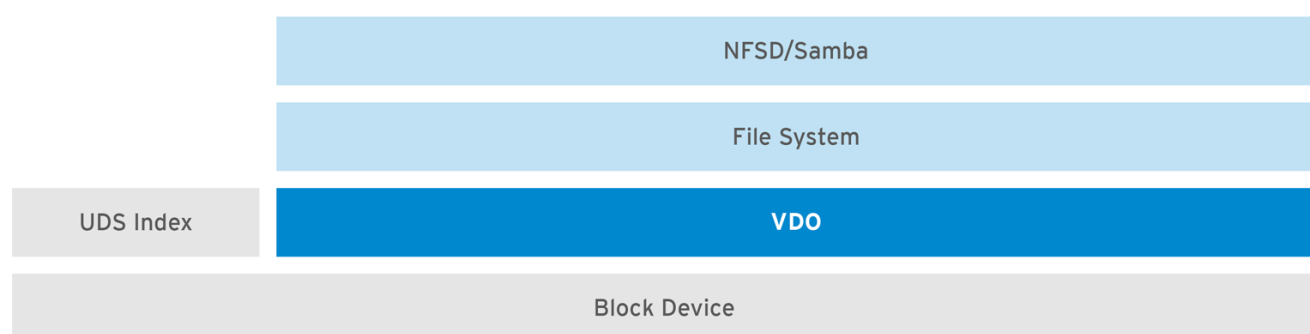 NFSD/Samba
File System
UDS Index
VDO
Block Device